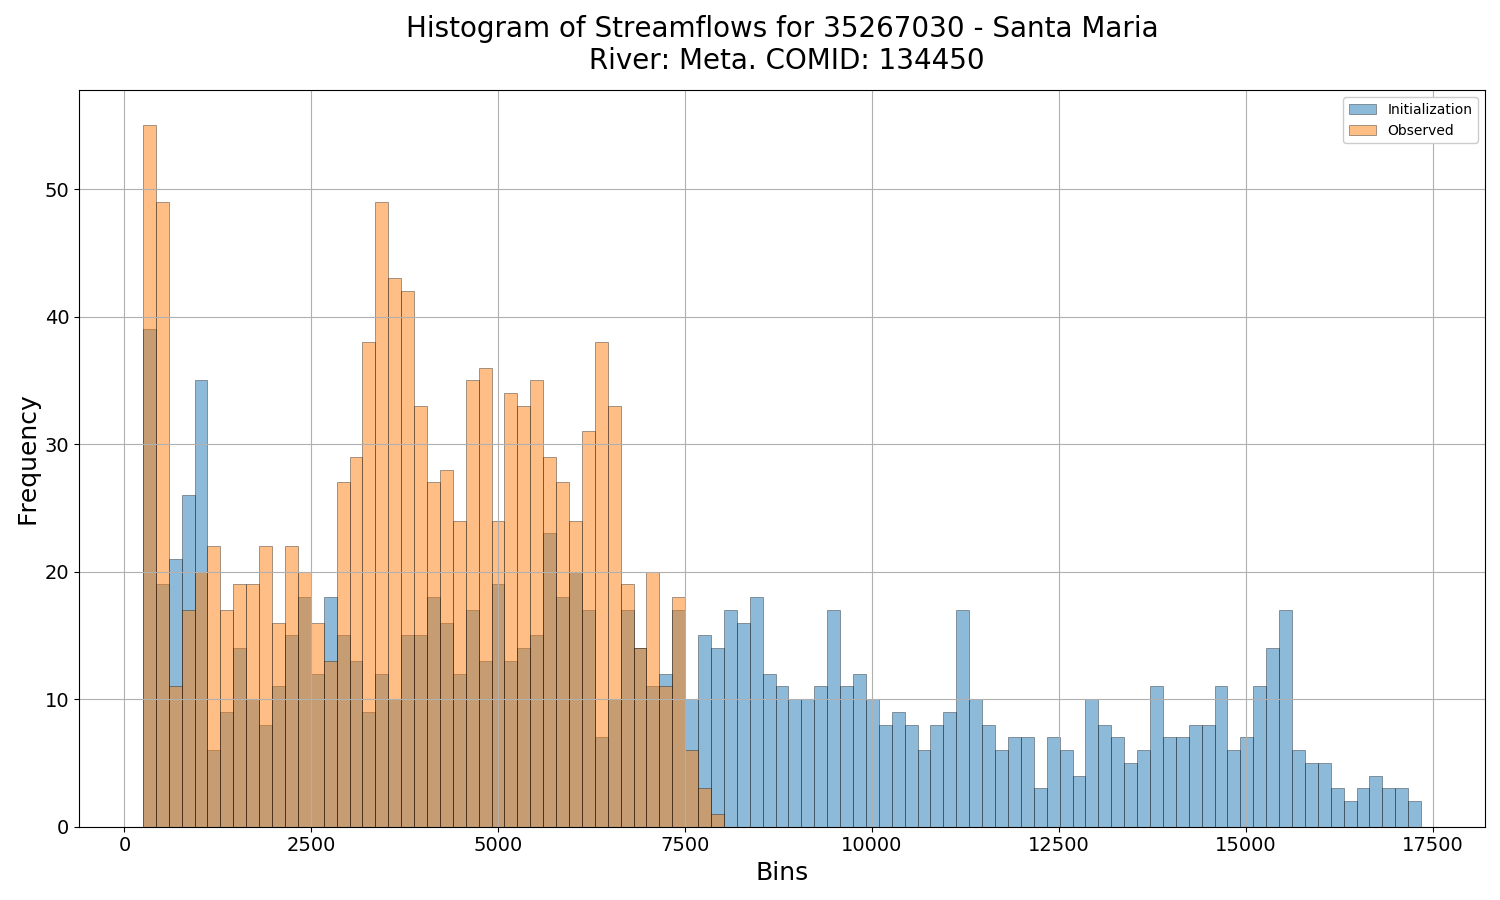 Histogram of Streamflows for 35267030 - Santa Maria
River: Meta. COMID: 134450
Initialization
Observed
Frequency
50
40
30
20
10
0
0 2500 5000 7500 10000 12500 15000 17500
Bins